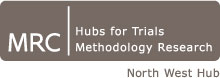 MRC
Hubs for Trials
Methodology Research
North West Hub